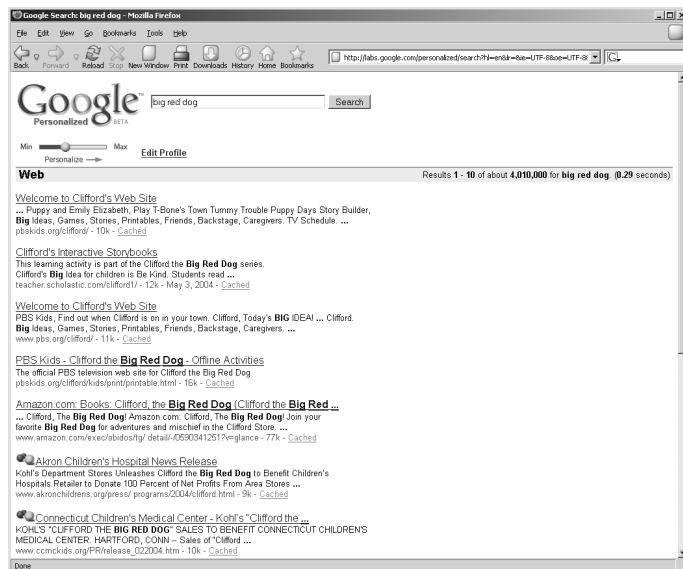 Google Search: big red dog - Mozilla Firefox
File Edit View Go Bookmarks Tools Help
Back Forward Reload Stop New Window Print Downloads History Home Bookmarks
http://labs.google.com/personalized/search?hl=en&lr=&ie=UTF-8&oe=UTF-8(
G
Google™ big red dog Search
Personalized BETA
Min Max Edit Profile
Personalize
Web Results 1 - 10 of about 4,010,000 for big red dog. (0.29 seconds)
Welcome to Clifford's Web Site
... Puppy and Emily Elizabeth, Play T-Bone's Town Tummy Trouble Puppy Days Story Builder,
Big Ideas, Games, Stories, Printables, Friends, Backstage, Caregivers. TV Schedule. ...
pbskids.org/clifford/ - 10k - Cached
Clifford's Interactive Storybooks
This learning activity is part of the Clifford the Big Red Dog series.
Clifford's Big Idea for children is Be Kind. Students read ...
teacher.scholastic.com/clifford1/ - 12k - May 3, 2004 - Cached
Welcome to Clifford's Web Site
PBS Kids, Find out when Clifford is on in your town. Clifford, Today's BIG IDEA! ... Clifford.
Big Ideas, Games, Stories, Printables, Friends, Backstage, Caregivers. ...
www.pbs.org/clifford/ - 11k - Cached
PBS Kids - Clifford the Big Red Dog - Offline Activities
The official PBS television web site for Clifford the Big Red Dog
pbskids.org/clifford/kids/print/printable.html - 16k - Cached
Amazon.com: Books: Clifford, the Big Red Dog (Clifford the Big Red ...
... Clifford, The Big Red Dog! Amazon.com: Clifford, The Big Red Dog! Join your
favorite Big Red Dog for adventures and mischief in the Clifford Store. ...
www.amazon.com/exec/obidos/tg/ detail/-/0590341251?v=glance - 77k - Cached
Akron Children's Hospital News Release
Kohl's Department Stores Unleashes Clifford the Big Red Dog to Benefit Children's
Hospitals Retailer to Donate 100 Percent of Net Profits From Area Stores ...
www.akronchildrens.org/press/ programs/2004/clifford.html - 9k - Cached
Connecticut Children's Medical Center - Kohl's "Clifford the ...
KOHL'S "CLIFFORD THE BIG RED DOG" SALES TO BENEFIT CONNECTICUT CHILDREN'S
MEDICAL CENTER. HARTFORD, CONN -- Sales of "Clifford ...
www.ccmckids.org/PR/release_022004.htm - 10k - Cached
Done